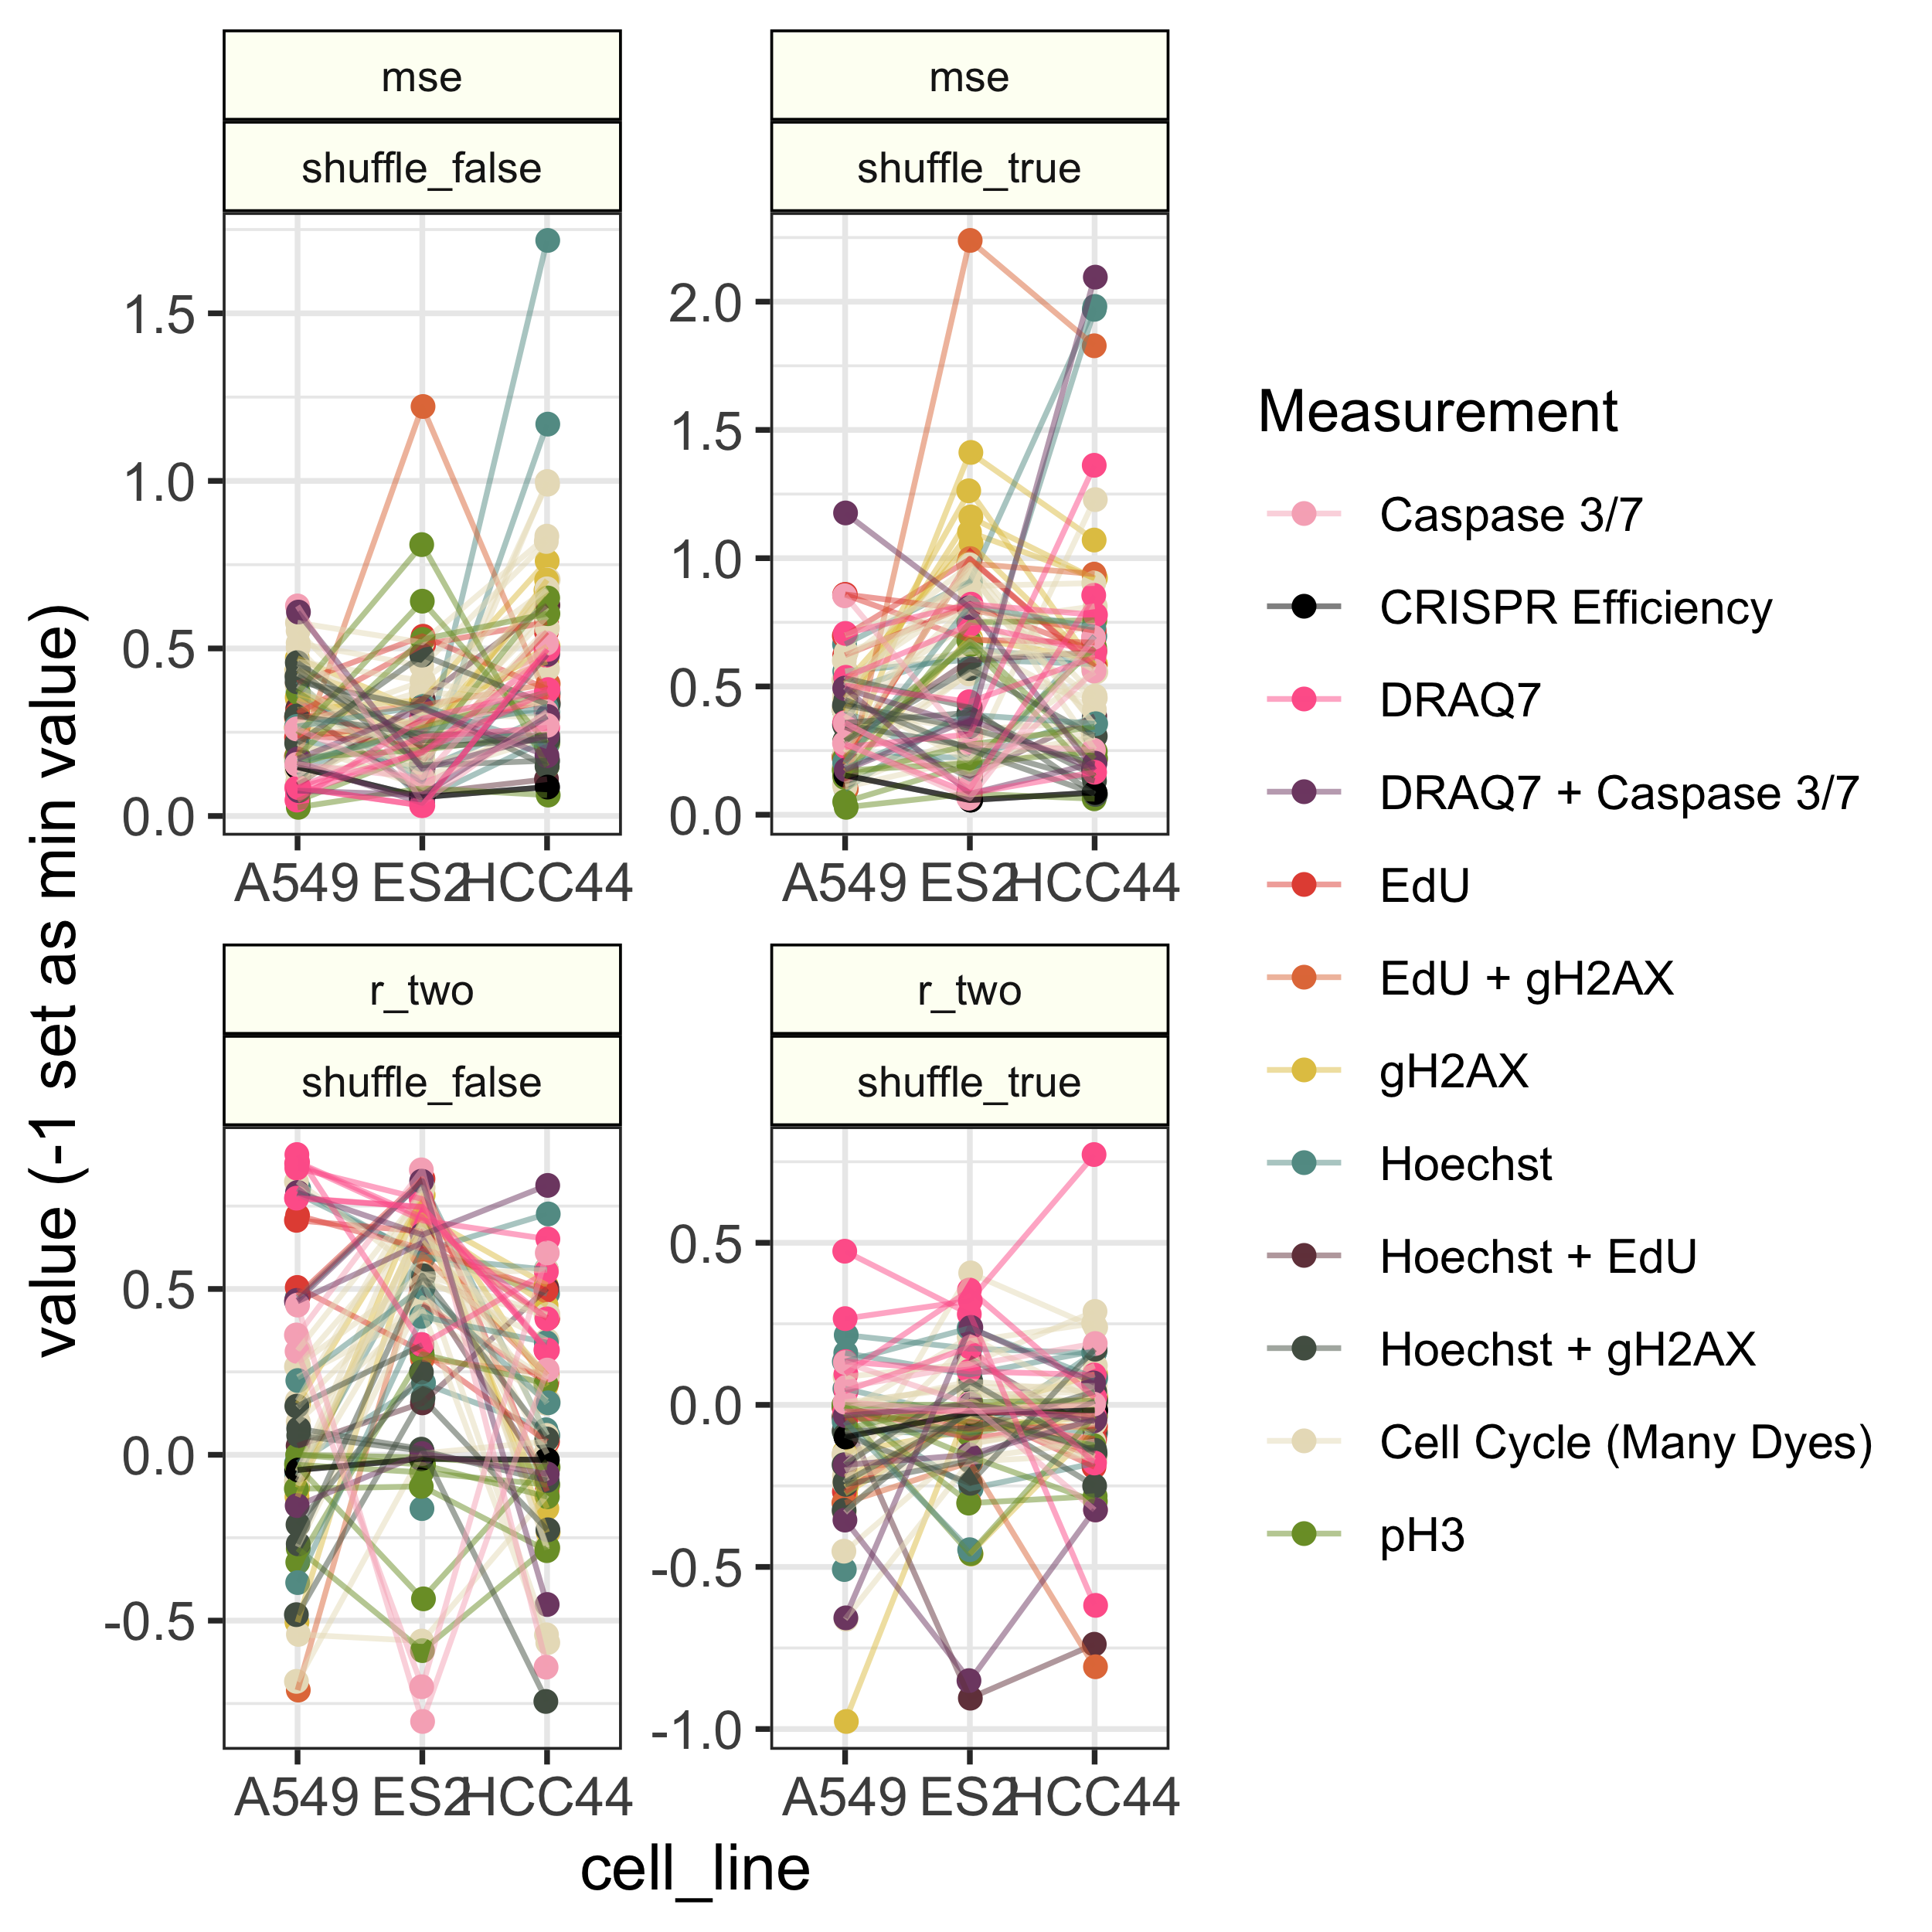 mse
mse
shuffle_false
shuffle_true
1.5
1.0
0.5
0.0
2.0
1.5
1.0
0.5
0.0
A549 ES2 HCC44
A549 ES2 HCC44
r_two
r_two
shuffle_false
shuffle_true
0.5
0.0
-0.5
0.5
0.0
-0.5
-1.0
A549 ES2 HCC44
A549 ES2 HCC44
cell_line
value (-1 set as min value)
Measurement
Caspase 3/7
CRISPR Efficiency
DRAQ7
DRAQ7 + Caspase 3/7
EdU
EdU + gH2AX
gH2AX
Hoechst
Hoechst + EdU
Hoechst + gH2AX
Cell Cycle (Many Dyes)
pH3